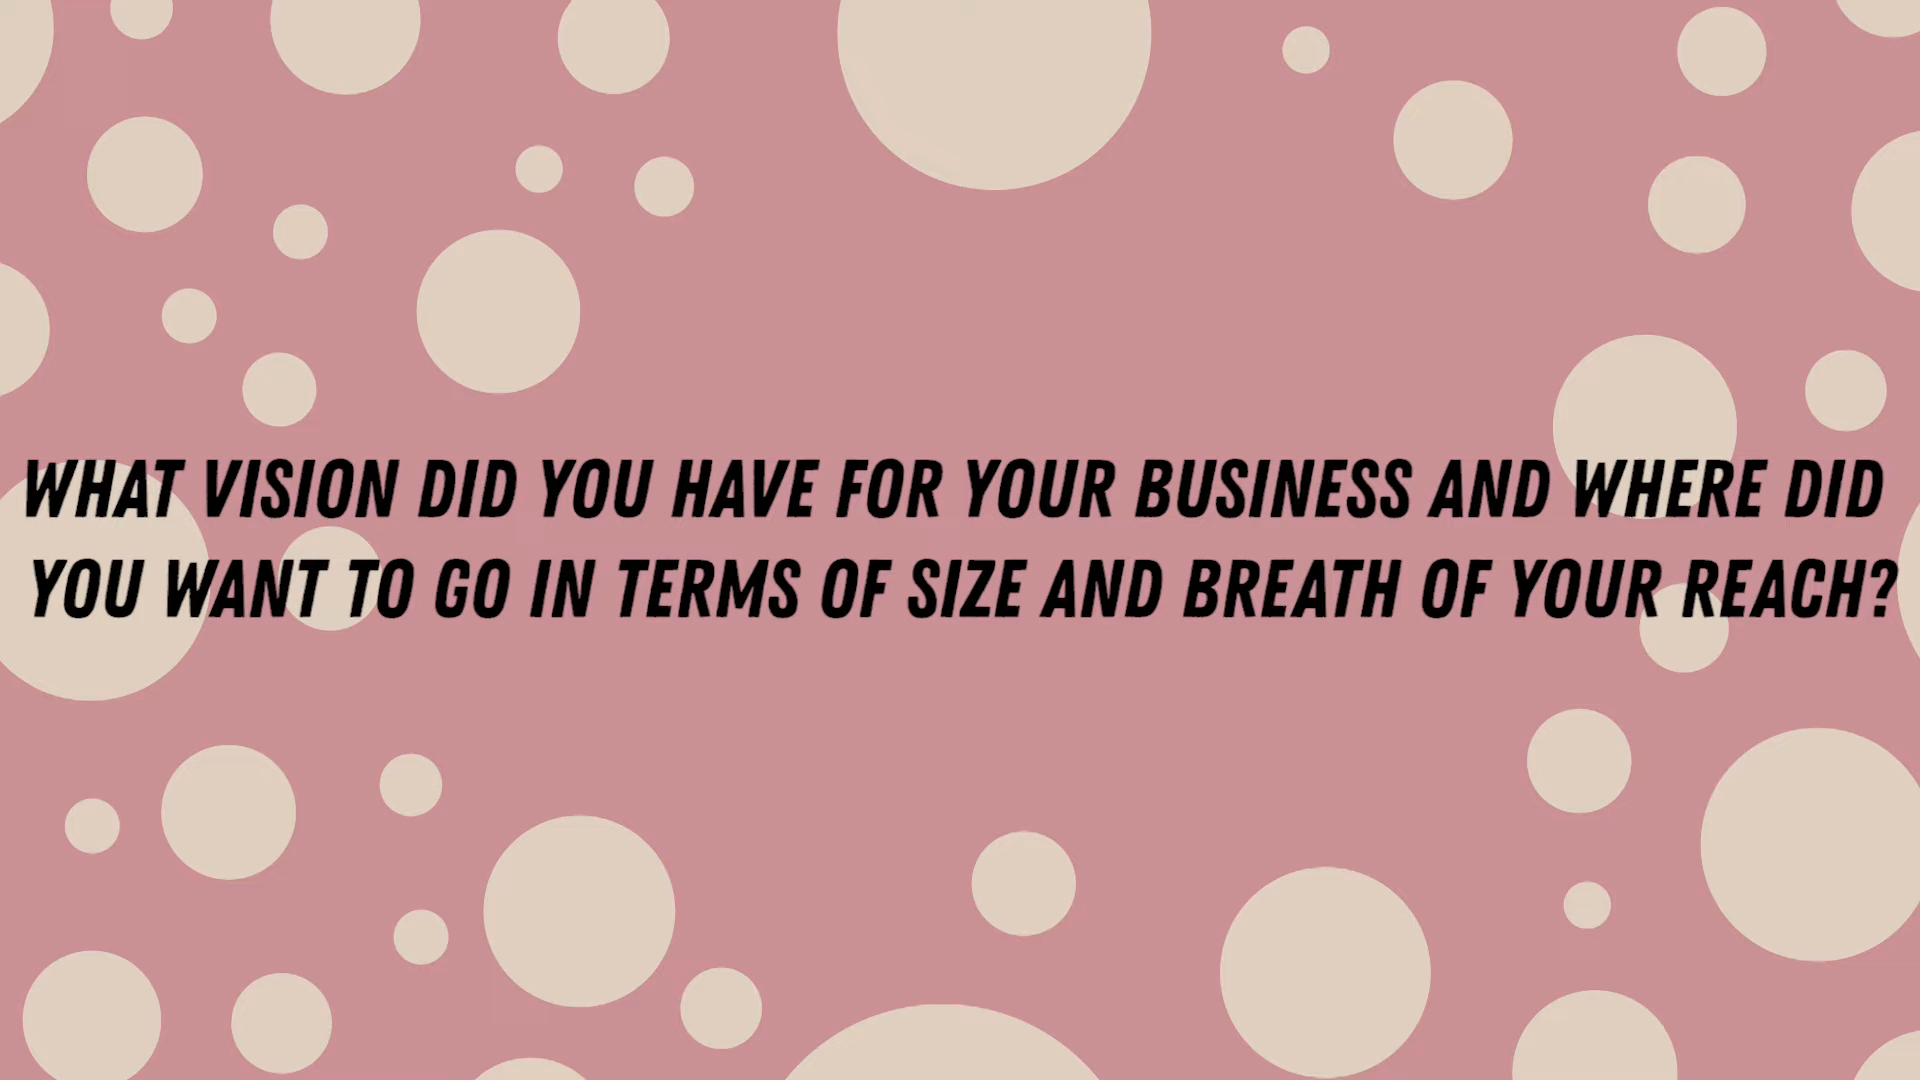 WHAT VISION DID YOU HAVE FOR YOUR BUSINESS AND WHERE DID
YOU WANT TO GO IN TERMS OF SIZE AND BREATH OF YOUR REACH?